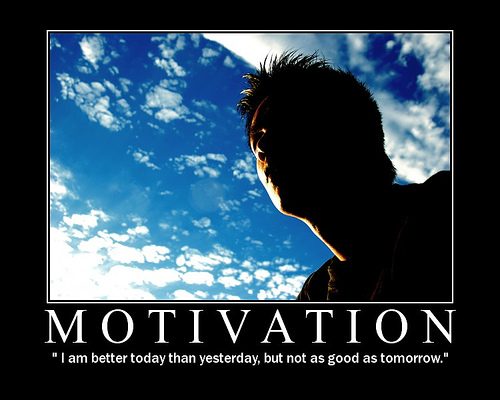 MOTIVATION
" I am better today than yesterday, but not as good as tomorrow."